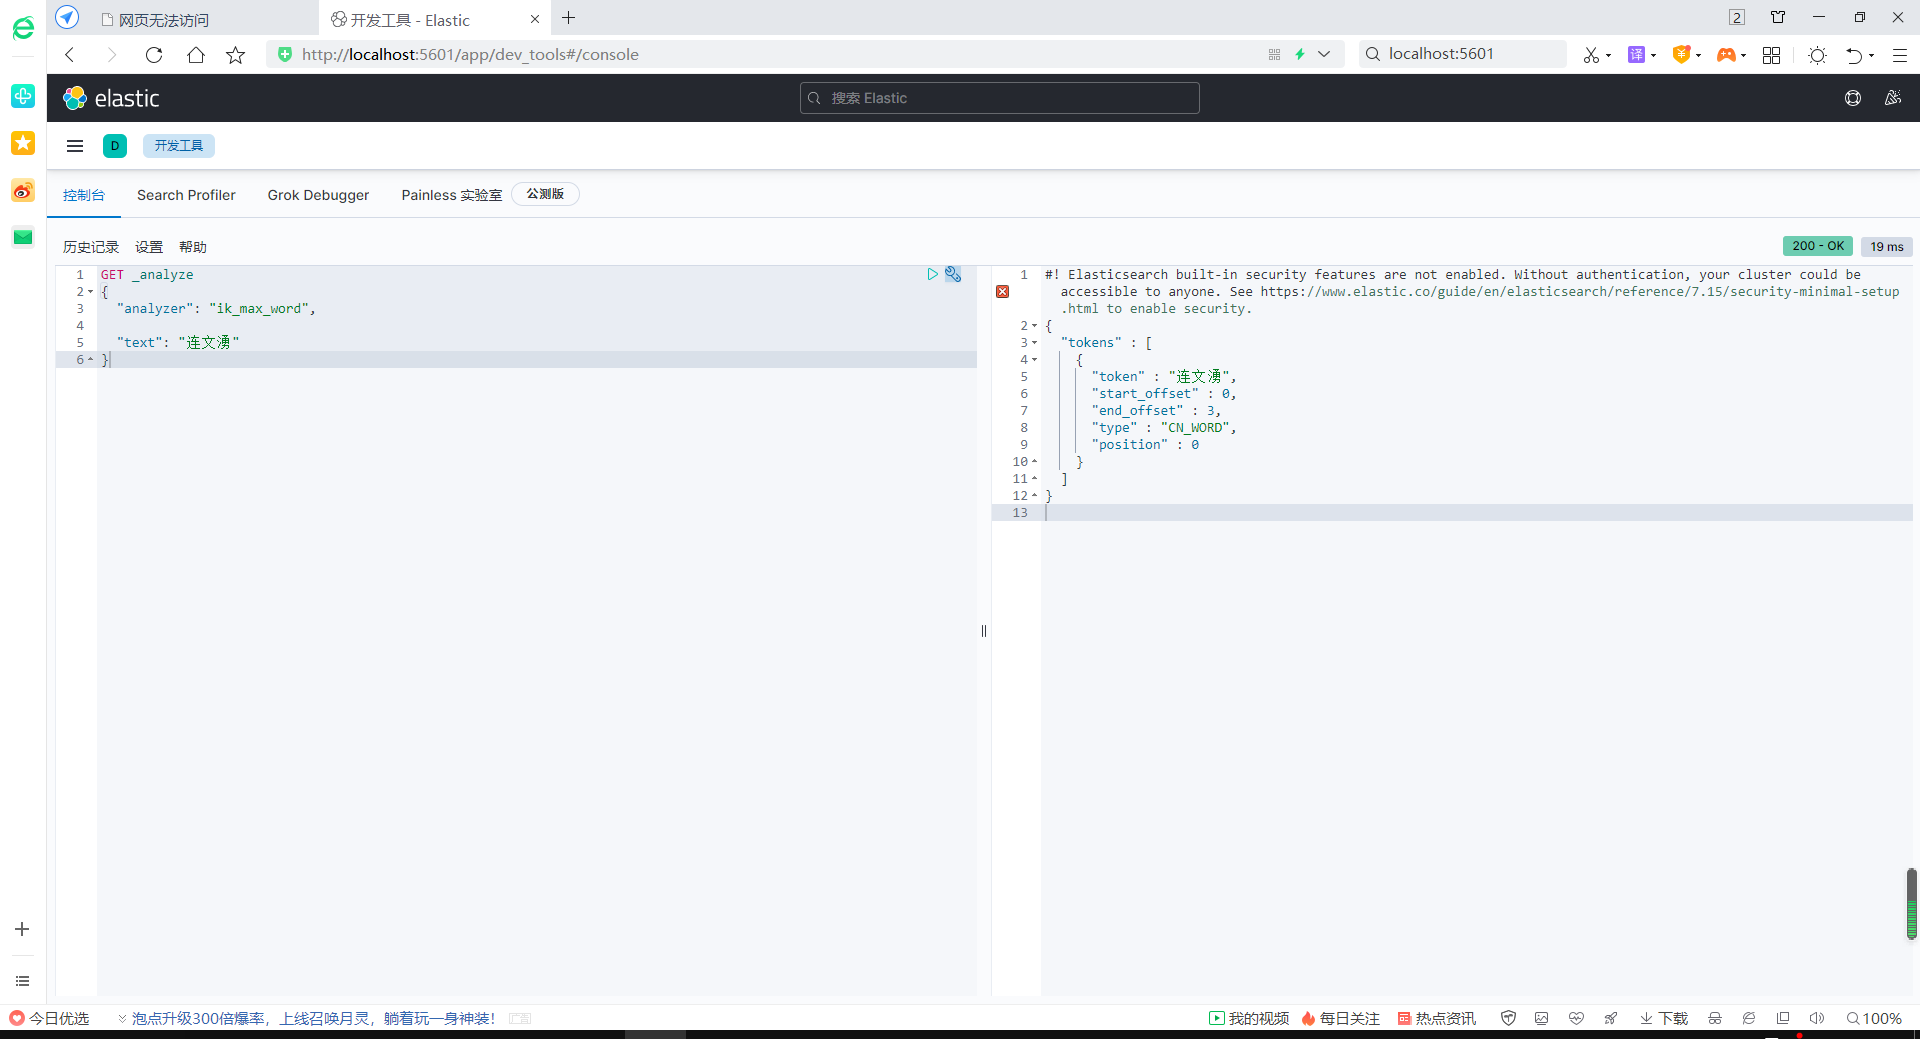 网页无法访问
开发工具 - Elastic
2
http://localhost:5601/app/dev_tools#/console
localhost:5601
译
elastic
搜索 Elastic
D
开发工具
控制台
Search Profiler
Grok Debugger
Painless 实验室
公测版
历史记录
设置
帮助
200 - OK
19 ms
1 GET _analyze
2 {
3 "analyzer": "ik_max_word",
4
5 "text": "连文湧"
6 }
1 #! Elasticsearch built-in security features are not enabled. Without authentication, your cluster could be
accessible to anyone. See https://www.elastic.co/guide/en/elasticsearch/reference/7.15/security-minimal-setup
.html to enable security.
2 {
3 "tokens" : [
4 {
5 "token" : "连文湧",
6 "start_offset" : 0,
7 "end_offset" : 3,
8 "type" : "CN_WORD",
9 "position" : 0
10 }
11 ]
12 }
13
今日优选
泡点升级300倍爆率，上线召唤月灵，躺着玩一身神装！
我的视频
每日关注
热点资讯
下载
100%